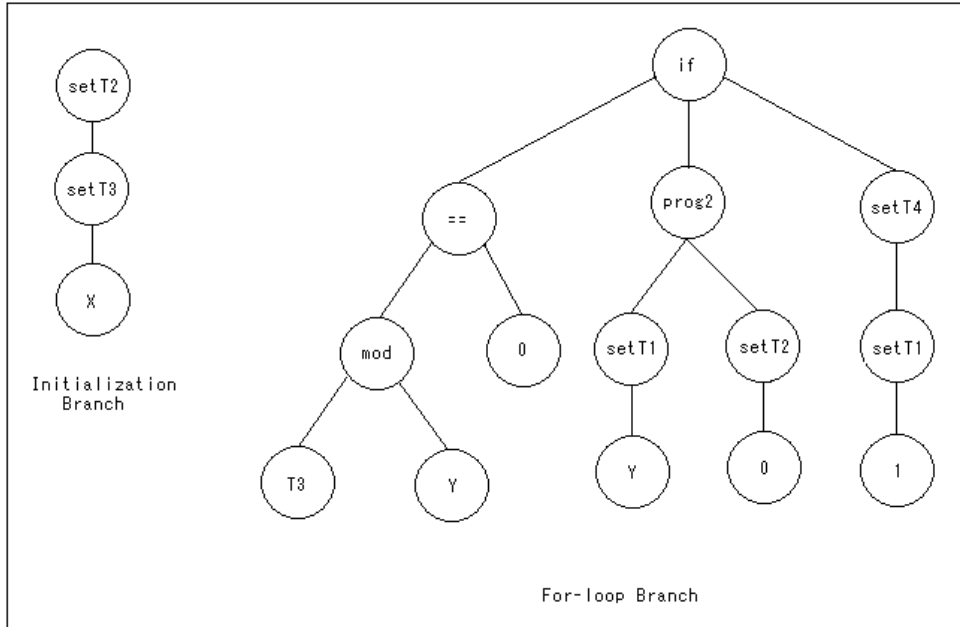 if
setT2
setT3
X
==
prog2
setT4
mod
0
setT1
setT2
setT1
T3
Y
Y
0
1
Initialization
Branch
For-loop Branch